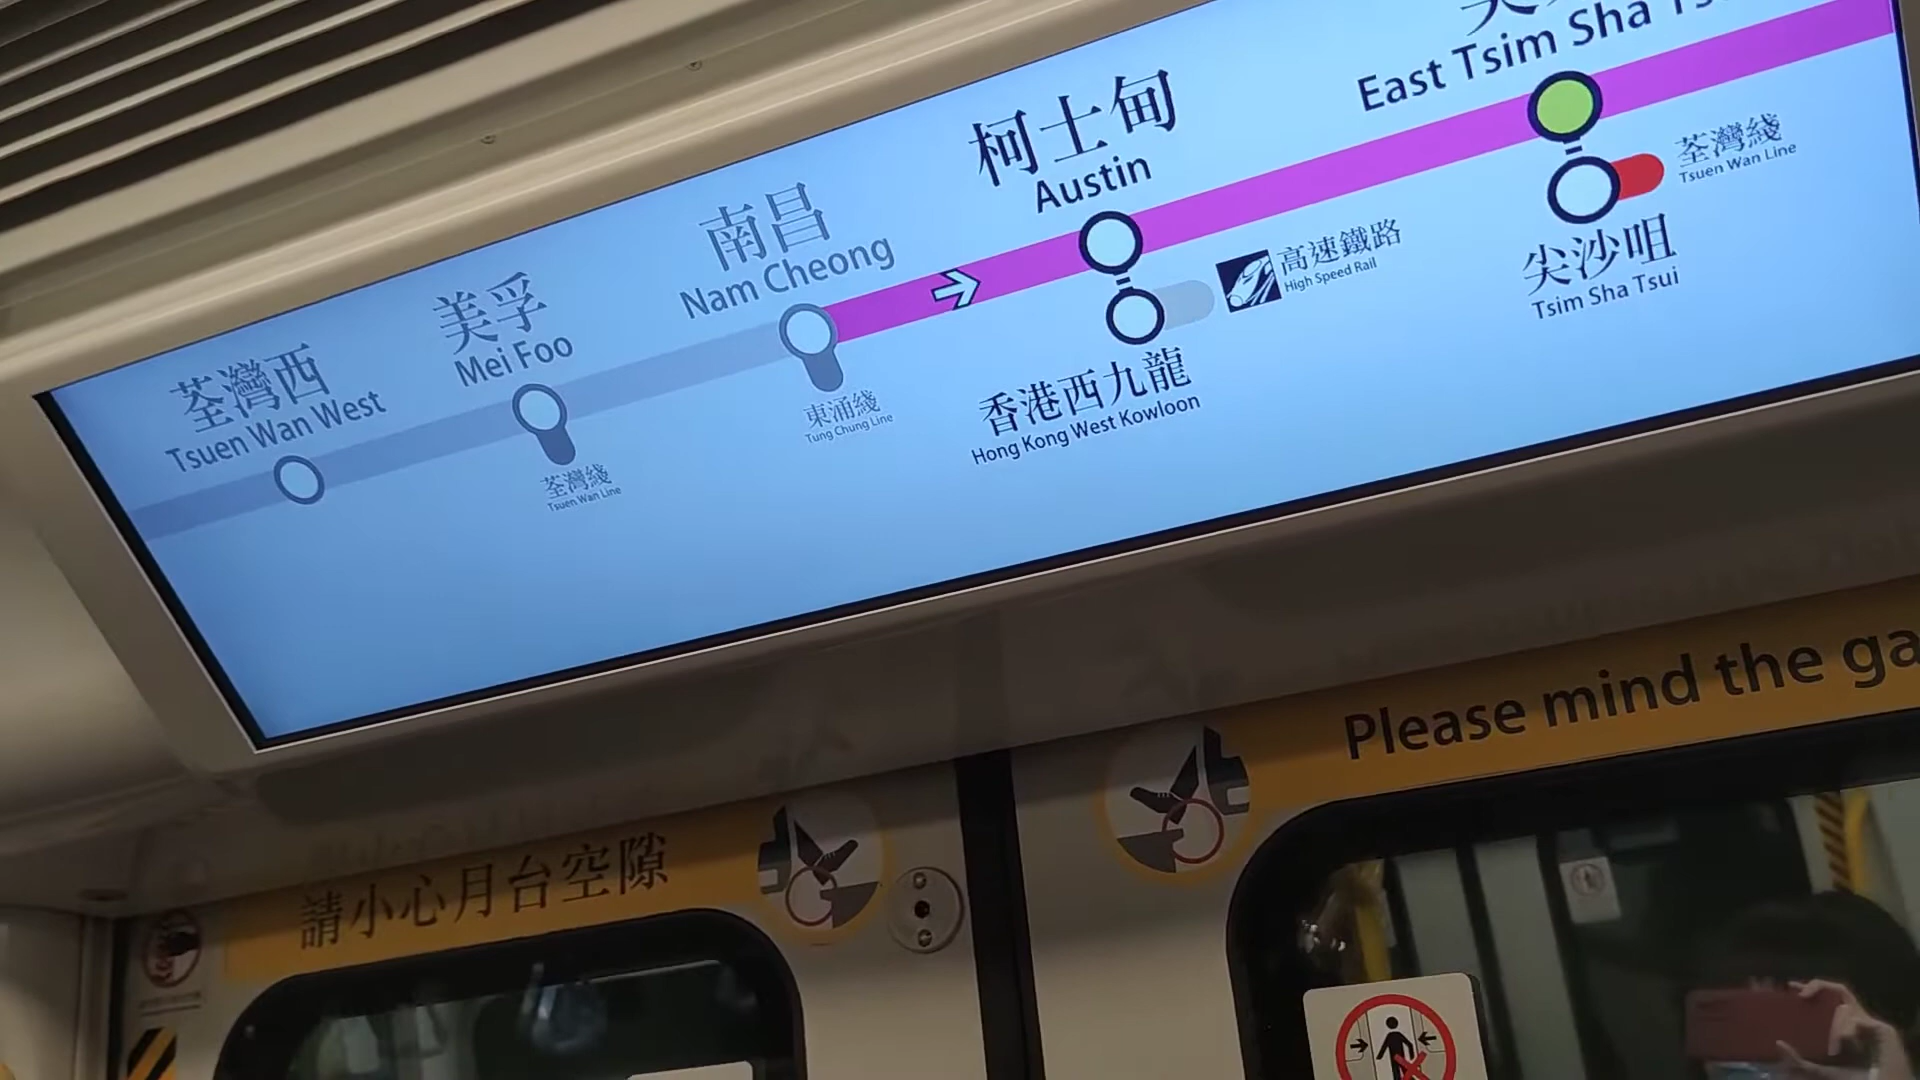 East Tsim Sha Tsu
柯士甸
Austin
南昌
Nam Cheong
美孚
Mei Foo
荃灣西
Tsuen Wan West
荃灣綫
Tsuen Wan Line
高速鐵路
High Speed Rail
尖沙咀
Tsim Sha Tsui
香港西九龍
Hong Kong West Kowloon
東涌綫
Tung Chung Line
荃灣綫
Tsuen Wan Line
Please mind the ga
請小心月台空隙